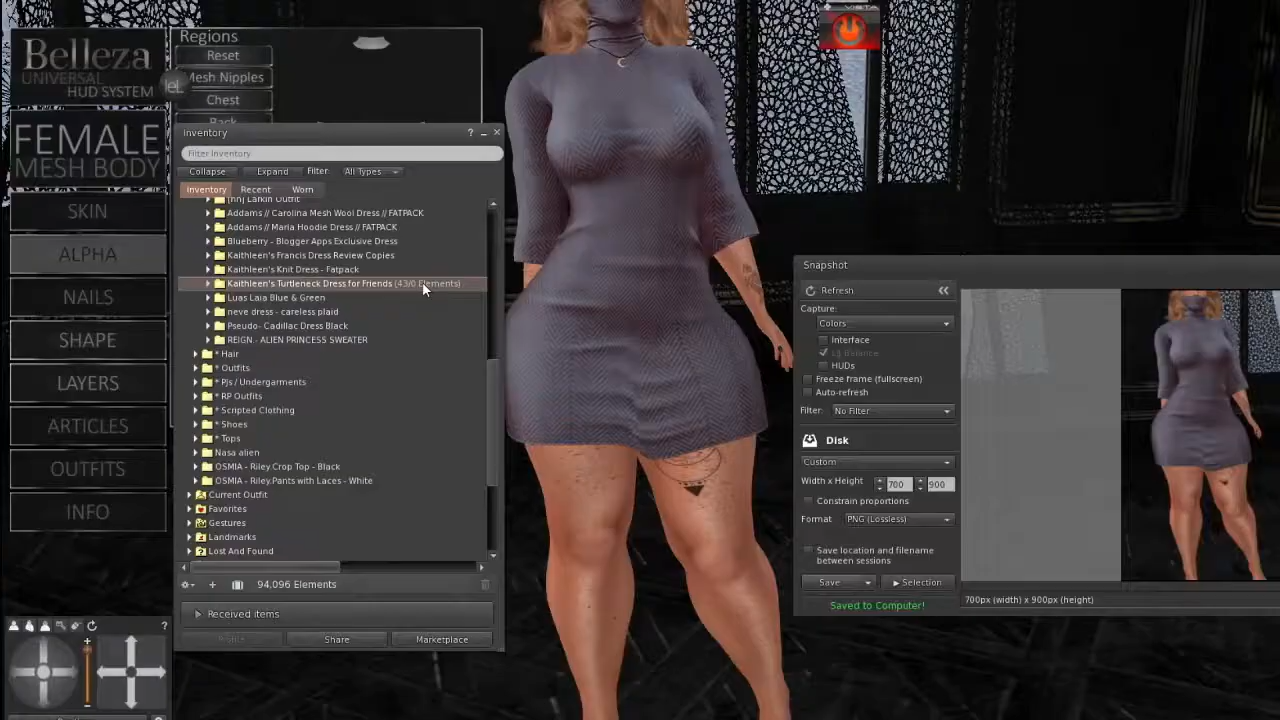 Belleza
UNIVERSAL
HUD SYSTEM
FEMALE
MESH BODY
SKIN
ALPHA
NAILS
SHAPE
LAYERS
ARTICLES
OUTFITS
INFO
Regions
Reset
Mesh Nipples
Chest
Back
Inventory
?
Filter Inventory
Collapse
Expand
Filter:
All Types
Inventory
Recent
Worn
Addams // Carolina Mesh Wool Dress // FATPACK
Addams // Maria Hoodie Dress // FATPACK
Blueberry - Blogger Apps Exclusive Dress
Kaithleen's Francis Dress Review Copies
Kaithleen's Knit Dress - Fatpack
Kaithleen's Turtleneck Dress for Friends (43/0 Elements)
Luas Laia Blue & Green
neve dress - careless plaid
Pseudo- Cadillac Dress Black
REIGN.- ALIEN PRINCESS SWEATER
* Hair
* Outfits
* PJs / Undergarments
* RP Outfits
* Scripted Clothing
* Shoes
* Tops
Nasa alien
OSMIA - Riley.Crop Top - Black
OSMIA - Riley.Pants with Laces - White
Current Outfit
Favorites
Gestures
Landmarks
Lost And Found
94,096 Elements
Received items
Share
Marketplace
Snapshot
Refresh
Capture:
Colors
Interface
L$ Balance
HUDs
Freeze frame (fullscreen)
Auto-refresh
Filter:
No Filter
Disk
Custom
Width x Height
700
900
Constrain proportions
Format
PNG (Lossless)
Save location and filename
between sessions
Save
Selection
Saved to Computer!
700px (width) x 900px (height)
?